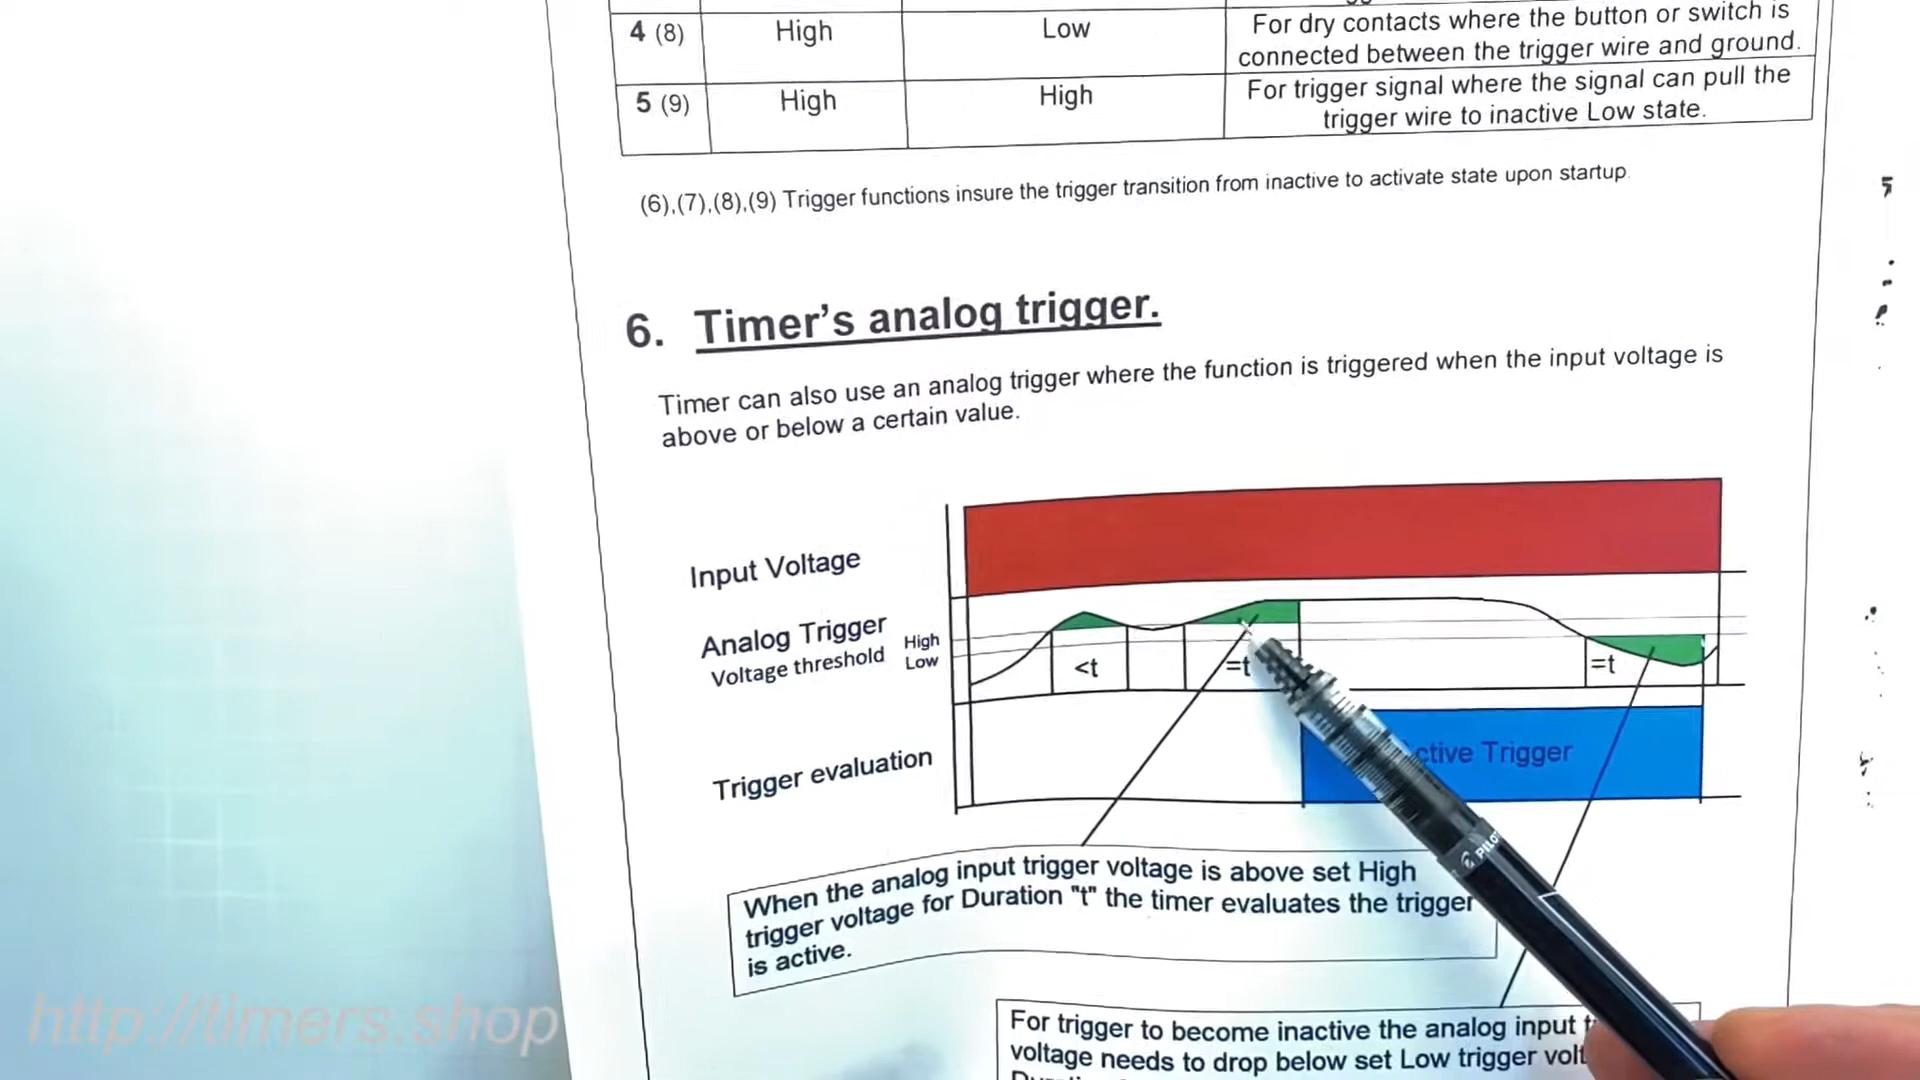 4 (8) High Low For dry contacts where the button or switch is
connected between the trigger wire and ground.
5 (9) High High For trigger signal where the signal can pull the
trigger wire to inactive Low state.
(6),(7),(8),(9) Trigger functions insure the trigger transition from inactive to activate state upon startup.
6. Timer's analog trigger.
Timer can also use an analog trigger where the function is triggered when the input voltage is
above or below a certain value.
Input Voltage
Analog Trigger
Voltage threshold
High
Low
<t
=t
=t
Trigger evaluation
ctive Trigger
When the analog input trigger voltage is above set High
trigger voltage for Duration "t" the timer evaluates the trigger
is active.
For trigger to become inactive the analog input
voltage needs to drop below set Low trigger
PILOT
http://timers.shop